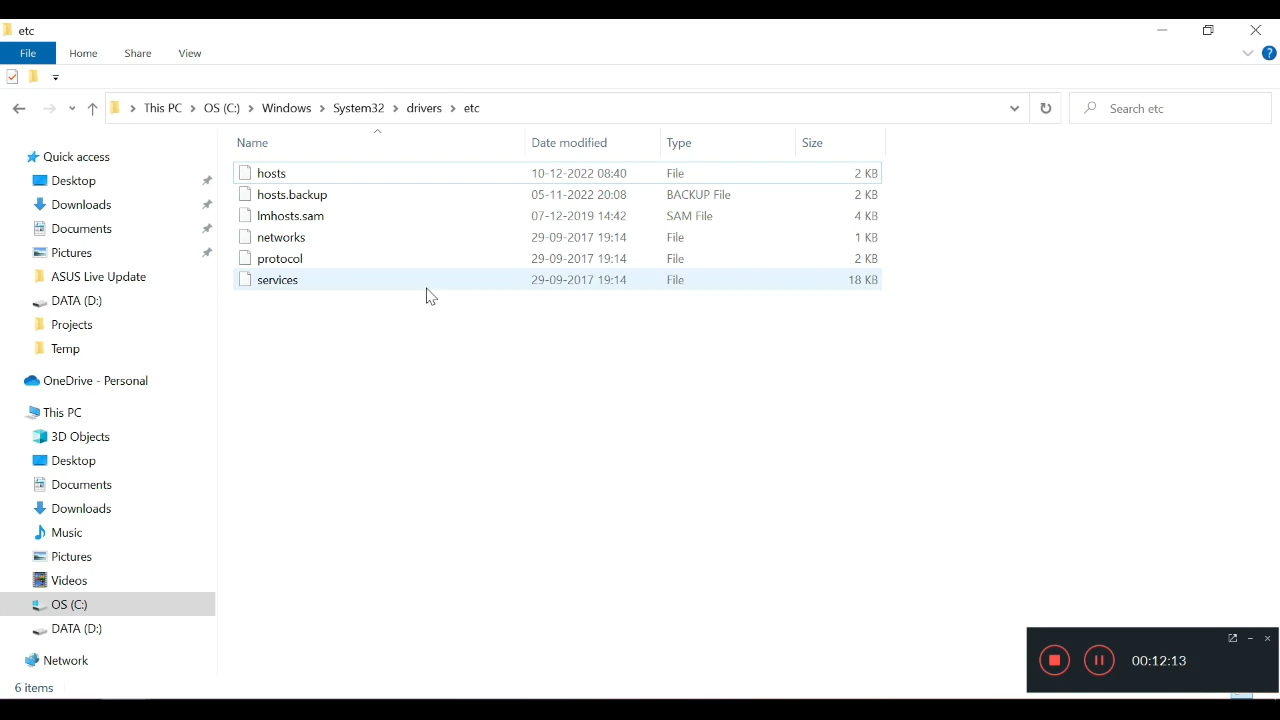 etc
File Home Share View
This PC OS (C:) Windows System32 drivers etc Search etc
Name Date modified Type Size
hosts 10-12-2022 08:40 File 2 KB
hosts.backup 05-11-2022 20:08 BACKUP File 2 KB
lmhosts.sam 07-12-2019 14:42 SAM File 4 KB
networks 29-09-2017 19:14 File 1 KB
protocol 29-09-2017 19:14 File 2 KB
services 29-09-2017 19:14 File 18 KB
Quick access
Desktop
Downloads
Documents
Pictures
ASUS Live Update
DATA (D:)
Projects
Temp
OneDrive - Personal
This PC
3D Objects
Desktop
Documents
Downloads
Music
Pictures
Videos
OS (C:)
DATA (D:)
Network
6 items
00:12:13